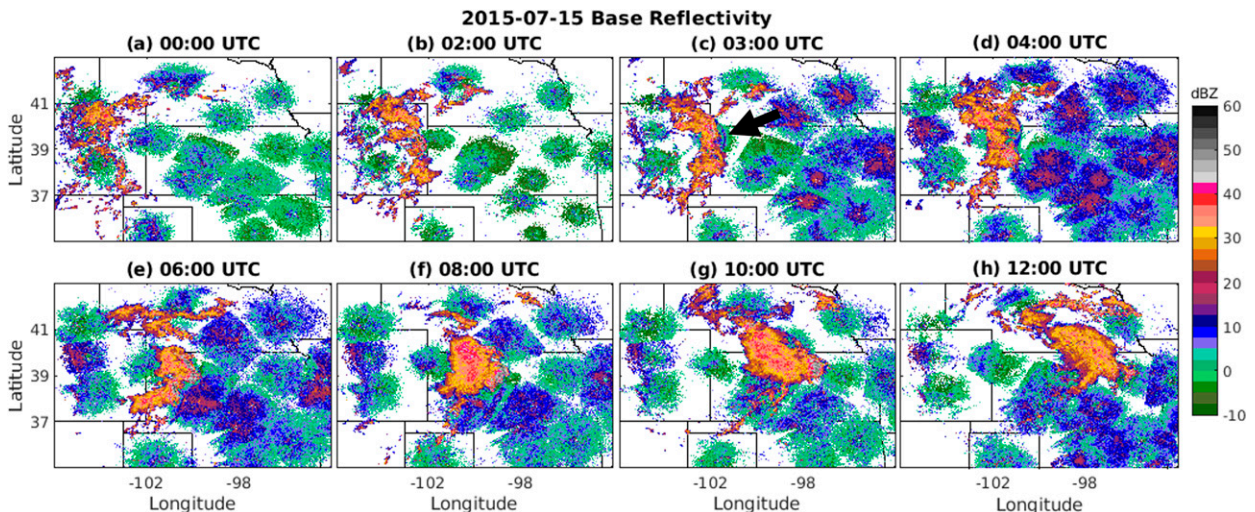 2015-07-15 Base Reflectivity
(a) 00:00 UTC (b) 02:00 UTC (c) 03:00 UTC (d) 04:00 UTC
Latitude
41
39
37
dBZ
60
50
40
30
20
10
0
-10
(e) 06:00 UTC (f) 08:00 UTC (g) 10:00 UTC (h) 12:00 UTC
Latitude
41
39
37
-102 -98 -102 -98 -102 -98 -102 -98
Longitude Longitude Longitude Longitude